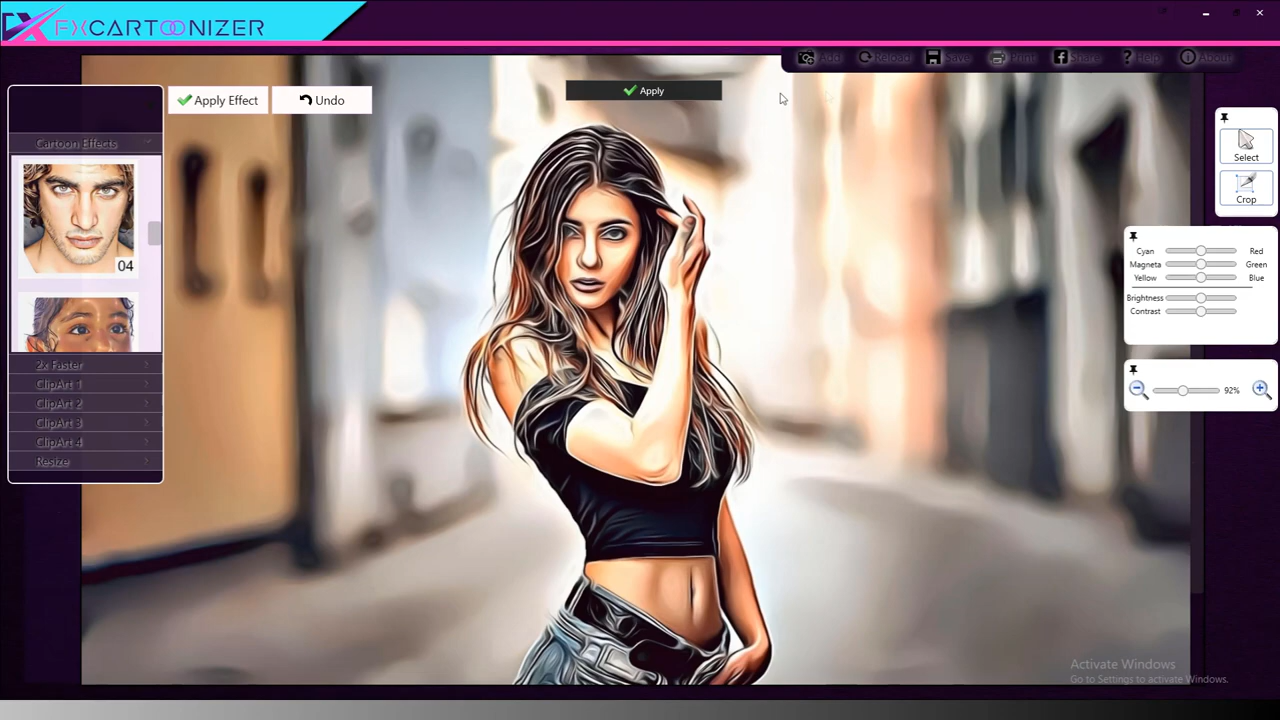 FXCARTOONIZER
Add
Reload
Save
Print
Share
Help
About
Apply Effect
Undo
Apply
Cartoon Effects
04
2x Faster
ClipArt 1
ClipArt 2
ClipArt 3
ClipArt 4
Resize
Select
Crop
Cyan Red
Magneta Green
Yellow Blue
Brightness
Contrast
92%
Activate Windows
Go to Settings to activate Windows.